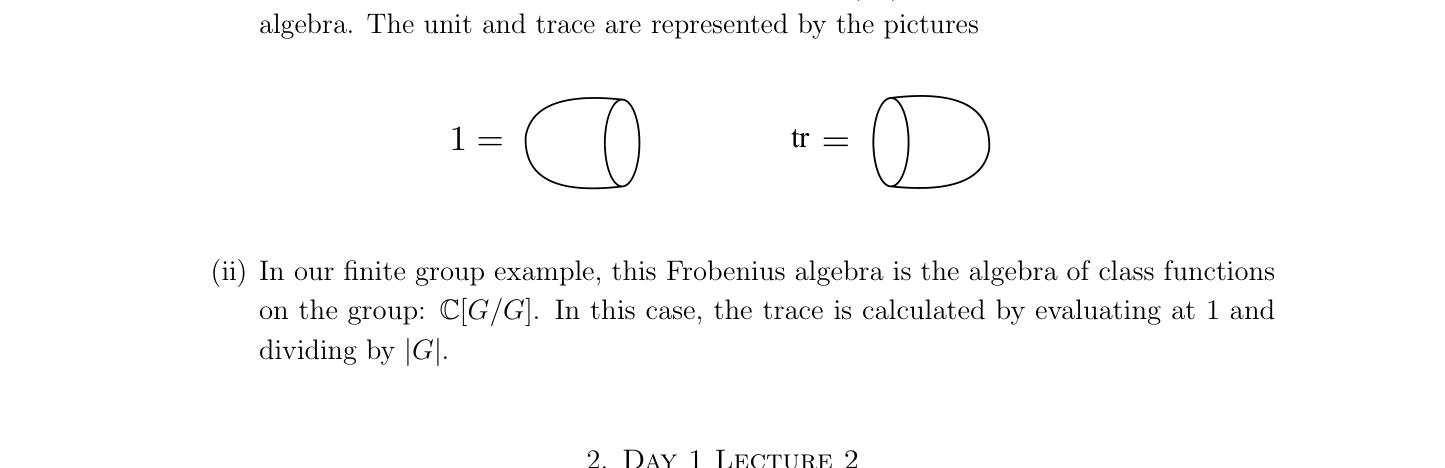 algebra. The unit and trace are represented by the pictures
1 =
tr =
(ii) In our finite group example, this Frobenius algebra is the algebra of class functions
on the group: ℂ[G/G]. In this case, the trace is calculated by evaluating at 1 and
dividing by |G|.
2. Day 1 Lecture 2